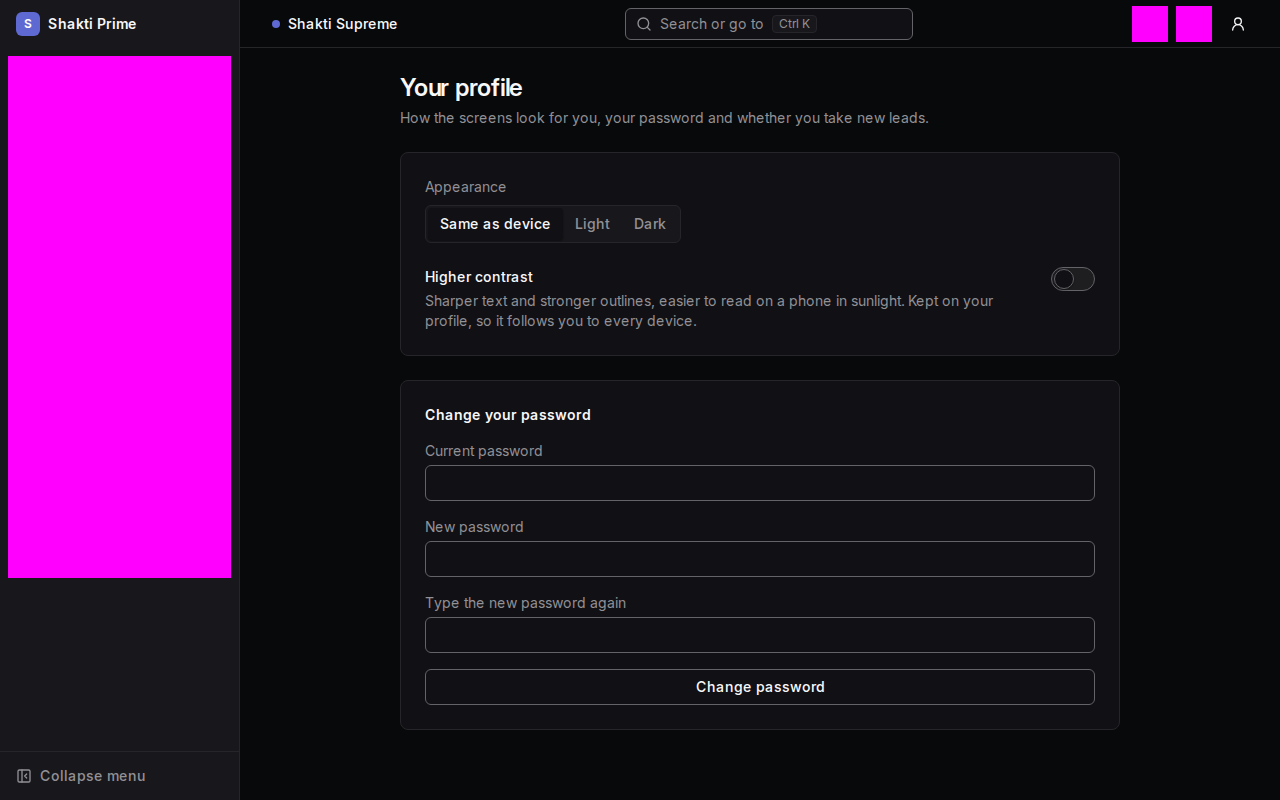 S Shakti Prime
Shakti Supreme
Search or go to Ctrl K
Your profile
How the screens look for you, your password and whether you take new leads.
Appearance
Same as device Light Dark
Higher contrast
Sharper text and stronger outlines, easier to read on a phone in sunlight. Kept on your
profile, so it follows you to every device.
Change your password
Current password
New password
Type the new password again
Change password
Collapse menu